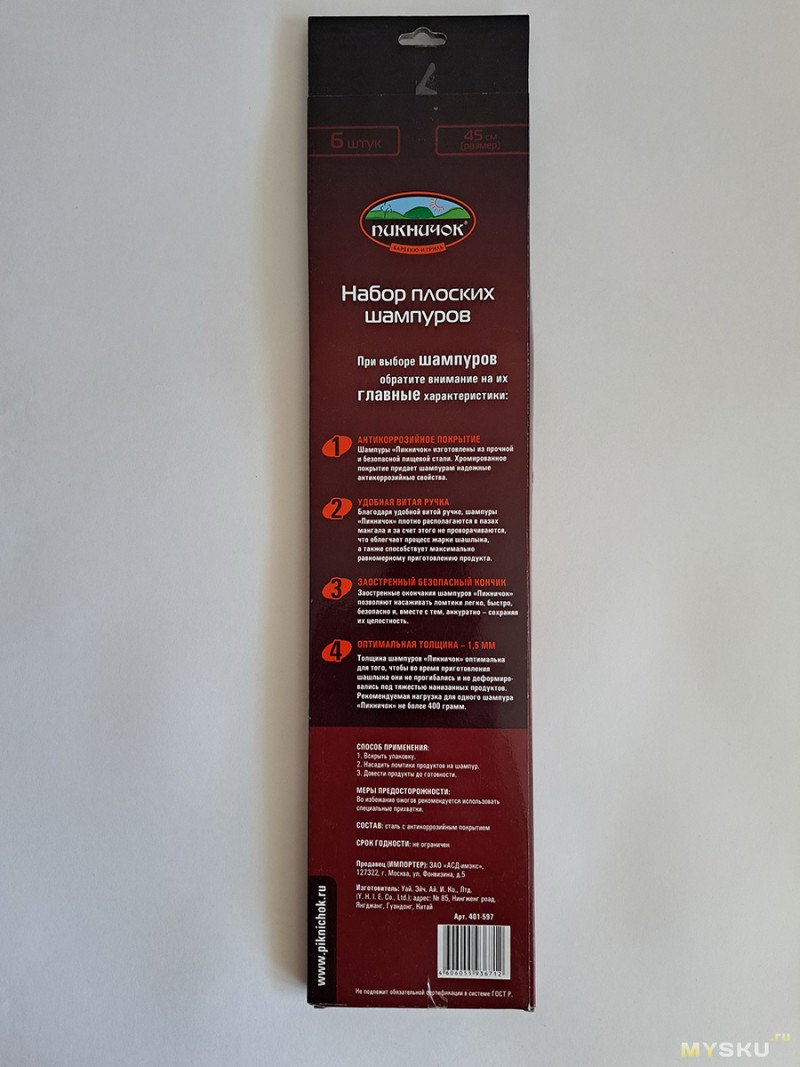 6 штук
45 см
(размер)
ПИКНИЧОК®
БАРБЕКЮ И ГРИЛЬ
Набор плоских
шампуров
При выборе шампуров
обратите внимание на их
главные характеристики:
1 АНТИКОРРОЗИЙНОЕ ПОКРЫТИЕ
Шампуры «Пикничок» изготовлены из прочной
и безопасной пищевой стали. Хромированное
покрытие придает шампурам надежные
антикоррозийные свойства.
2 УДОБНАЯ ВИТАЯ РУЧКА
Благодаря удобной витой ручке, шампуры
«Пикничок» плотно располагаются в пазах
мангала и за счет этого не проворачиваются,
что облегчает процесс жарки шашлыка,
а также способствует максимально
равномерному приготовлению продукта.
3 ЗАОСТРЕННЫЙ БЕЗОПАСНЫЙ КОНЧИК
Заостренные окончания шампуров «Пикничок»
позволяют насаживать ломтики легко, быстро,
безопасно и, вместе с тем, аккуратно – сохраняя
их целостность.
4 ОПТИМАЛЬНАЯ ТОЛЩИНА – 1,5 ММ
Толщина шампуров «Пикничок» оптимальна
для того, чтобы во время приготовления
шашлыка они не прогибались и не деформиро-
вались под тяжестью нанизанных продуктов.
Рекомендуемая нагрузка для одного шампура
«Пикничок» не более 400 грамм.
СПОСОБ ПРИМЕНЕНИЯ:
1. Вскрыть упаковку.
2. Насадить ломтики продуктов на шампур.
3. Довести продукты до готовности.
МЕРЫ ПРЕДОСТОРОЖНОСТИ:
Во избежание ожогов рекомендуется использовать
специальные прихватки.
СОСТАВ: сталь с антикоррозийным покрытием
СРОК ГОДНОСТИ: не ограничен
Продавец (ИМПОРТЕР): ЗАО «АСД-имэкс»,
127322, г. Москва, ул. Фонвизина, д.5
Изготовитель: Уай. Эйч. Ай. И. Ко., Лтд.
(Y. H. I. E. Co., Ltd.); адрес: № 85, Нингженг роад,
Янгджанг, Гуандонг, Китай
Арт. 401-597
4 606055 936712
www.piknichok.ru
Не подлежит обязательной сертификации в системе ГОСТ Р.
MYSKU.ru